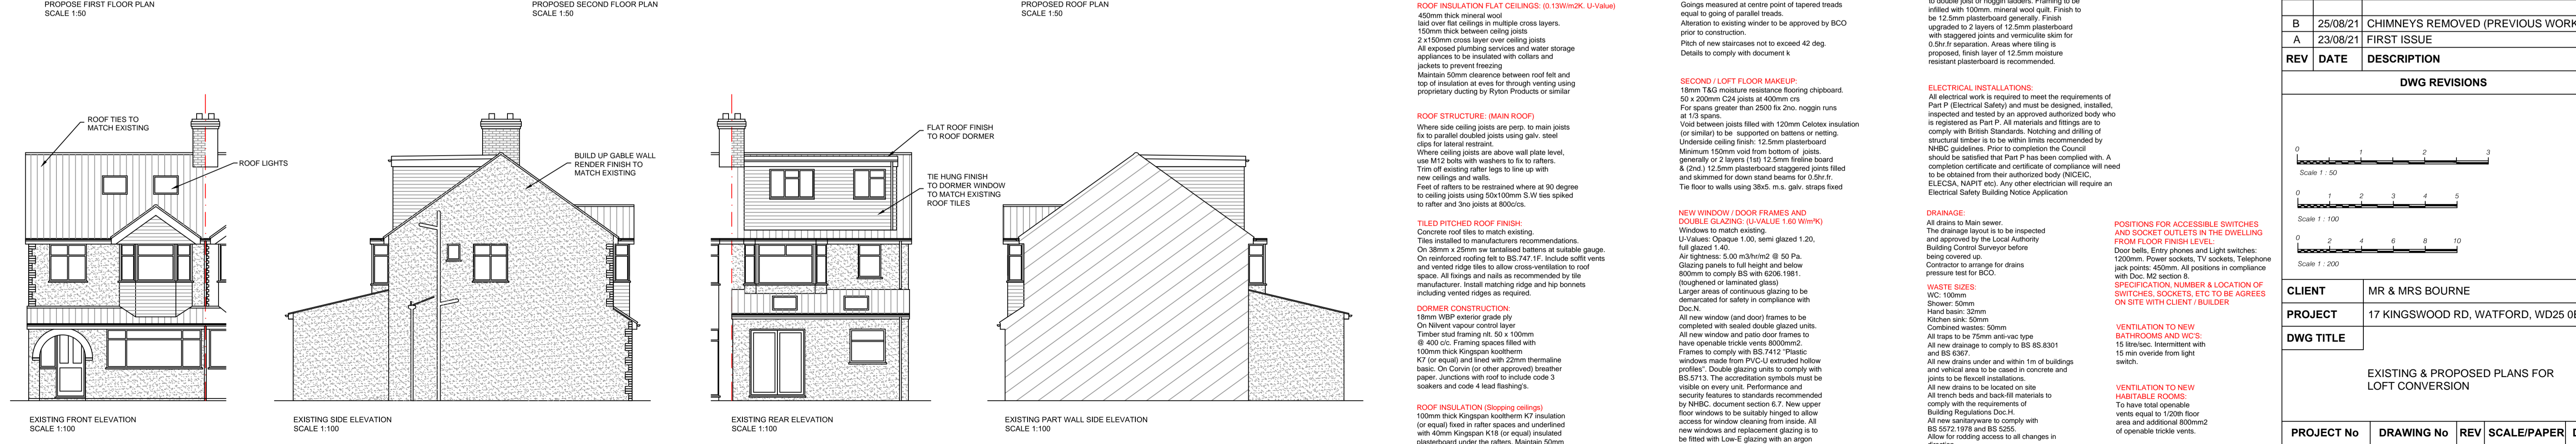 PROPOSE FIRST FLOOR PLAN
SCALE 1:50
PROPOSED SECOND FLOOR PLAN
SCALE 1:50
PROPOSED ROOF PLAN
SCALE 1:50
ROOF TIES TO
MATCH EXISTING
ROOF LIGHTS
BUILD UP GABLE WALL
RENDER FINISH TO
MATCH EXISTING
FLAT ROOF FINISH
TO ROOF DORMER
TIE HUNG FINISH
TO DORMER WINDOW
TO MATCH EXISTING
ROOF TILES
EXISTING FRONT ELEVATION
SCALE 1:100
EXISTING SIDE ELEVATION
SCALE 1:100
EXISTING REAR ELEVATION
SCALE 1:100
EXISTING PART WALL SIDE ELEVATION
SCALE 1:100
ROOF INSULATION FLAT CEILINGS: (0.13W/m2K. U-Value)
450mm thick mineral wool
laid over flat ceilings in multiple cross layers.
150mm thick between ceilng joists
2 x150mm cross layer over ceiling joists
All exposed plumbing services and water storage
appliances to be insulated with collars and
jackets to prevent freezing
Maintain 50mm clearence between roof felt and
top of insulation at eves for through venting using
proprietary ducting by Ryton Products or similar
ROOF STRUCTURE: (MAIN ROOF)
Where side ceiling joists are perp. to main joists
fix to parallel doubled joists using galv. steel
clips for lateral restraint.
Where ceiling joists are above wall plate level,
use M12 bolts with washers to fix to rafters.
Trim off existing rafter legs to line up with
new ceilings and walls.
Feet of rafters to be restrained where at 90 degree
to ceiling joists using 50x100mm S.W ties spiked
to rafter and 3no joists at 800c/cs.
TILED PITCHED ROOF FINISH:
Concrete roof tiles to match existing.
Tiles installed to manufacturers recommendations.
On 38mm x 25mm sw tantalised battens at suitable gauge.
On reinforced roofing felt to BS.747.1F. Include soffit vents
and vented ridge tiles to allow cross-ventilation to roof
space. All fixings and nails as recommended by tile
manufacturer. Install matching ridge and hip bonnets
including vented ridges as required.
DORMER CONSTRUCTION:
18mm WBP exterior grade ply
On Nilvent vapour control layer
Timber stud framing nlt. 50 x 100mm
@ 400 c/c. Framing spaces filled with
100mm thick Kingspan kooltherm
K7 (or equal) and lined with 22mm thermaline
basic. On Corvin (or other approved) breather
paper. Junctions with roof to include code 3
soakers and code 4 lead flashing's.
ROOF INSULATION (Slopping ceilings)
100mm thick Kingspan kooltherm K7 insulation
(or equal) fixed in rafter spaces and underlined
with 40mm Kingspan K18 (or equal) insulated
plasterboard under the rafters. Maintain 50mm
Goings measured at centre point of tapered treads
equal to going of parallel treads.
Alteration to existing winder to be approved by BCO
prior to construction.
Pitch of new staircases not to exceed 42 deg.
Details to comply with document k
SECOND / LOFT FLOOR MAKEUP:
18mm T&G moisture resistance flooring chipboard.
50 x 200mm C24 joists at 400mm crs
For spans greater than 2500 fix 2no. noggin runs
at 1/3 spans.
Void between joists filled with 120mm Celotex insulation
(or similar) to be supported on battens or netting.
Underside ceiling finish: 12.5mm plasterboard
Minimum 150mm void from bottom of joists.
generally or 2 layers (1st) 12.5mm fireline board
& (2nd.) 12.5mm plasterboard staggered joints filled
and skimmed for down stand beams for 0.5hr.fr.
Tie floor to walls using 38x5. m.s. galv. straps fixed
NEW WINDOW / DOOR FRAMES AND
DOUBLE GLAZING: (U-VALUE 1.60 W/m²K)
Windows to match existing.
U-Values: Opaque 1.00, semi glazed 1.20,
full glazed 1.40.
Air tightness: 5.00 m3/hr/m2 @ 50 Pa.
Glazing panels to full height and below
800mm to comply BS with 6206.1981.
(toughened or laminated glass)
Larger areas of continuous glazing to be
demarcated for safety in compliance with
Doc.N.
All new window (and door) frames to be
completed with sealed double glazed units.
All new window and patio door frames to
have openable trickle vents 8000mm2.
Frames to comply with BS.7412 "Plastic
windows made from PVC-U extruded hollow
profiles". Double glazing units to comply with
BS.5713. The accreditation symbols must be
visible on every unit. Performance and
security features to standards recommended
by NHBC. document section 6.7. New upper
floor windows to be suitably hinged to allow
access for window cleaning from inside. All
new windows and replacement glazing is to
be fitted with Low-E glazing with an argon
to double joist or noggin ladders. Framing to be
infilled with 100mm. mineral wool quilt. Finish to
be 12.5mm plasterboard generally. Finish
upgraded to 2 layers of 12.5mm plasterboard
with staggered joints and vermiculite skim for
0.5hr.fr separation. Areas where tiling is
proposed, finish layer of 12.5mm moisture
resistant plasterboard is recommended.
ELECTRICAL INSTALLATIONS:
All electrical work is required to meet the requirements of
Part P (Electrical Safety) and must be designed, installed,
inspected and tested by an approved authorized body who
is registered as Part P. All materials and fittings are to
comply with British Standards. Notching and drilling of
structural timber is to be within limits recommended by
NHBC guidelines. Prior to completion the Council
should be satisfied that Part P has been complied with. A
completion certificate and certificate of compliance will need
to be obtained from their authorized body (NICEIC,
ELECSA, NAPIT etc). Any other electrician will require an
Electrical Safety Building Notice Application
DRAINAGE:
All drains to Main sewer.
The drainage layout is to be inspected
and approved by the Local Authority
Building Control Surveyor before
being covered up.
Contractor to arrange for drains
pressure test for BCO.
WASTE SIZES:
WC: 100mm
Shower: 50mm
Hand basin: 32mm
Kitchen sink: 50mm
Combined wastes: 50mm
All traps to be 75mm anti-vac type
All new drainage to comply to BS 8S.8301
and BS 6367.
All new drains under and within 1m of buildings
and vehical area to be cased in concrete and
joints to be flexcell installations.
All new drains to be located on site
All trench beds and back-fill materials to
comply with the requirements of
Building Regulations Doc.H.
All new sanitaryware to comply with
BS 5572.1978 and BS 5255.
Allow for rodding access to all changes in
direction.
POSITIONS FOR ACCESSIBLE SWITCHES
AND SOCKET OUTLETS IN THE DWELLING
FROM FLOOR FINISH LEVEL:
Door bells, Entry phones and Light switches:
1200mm. Power sockets, TV sockets, Telephone
jack points: 450mm. All positions in compliance
with Doc. M2 section 8.
SPECIFICATION, NUMBER & LOCATION OF
SWITCHES, SOCKETS, ETC TO BE AGREES
ON SITE WITH CLIENT / BUILDER
VENTILATION TO NEW
BATHROOMS AND WC'S:
15 litre/sec. Intermittent with
15 min overide from light
switch.
VENTILATION TO NEW
HABITABLE ROOMS:
To have total openable
vents equal to 1/20th floor
area and additional 800mm2
of openable trickle vents.
B 25/08/21 CHIMNEYS REMOVED (PREVIOUS WORK
A 23/08/21 FIRST ISSUE
REV DATE DESCRIPTION
DWG REVISIONS
0 1 2 3
Scale 1 : 50
0 1 2 3 4 5
Scale 1 : 100
0 2 4 6 8 10
Scale 1 : 200
CLIENT MR & MRS BOURNE
PROJECT 17 KINGSWOOD RD, WATFORD, WD25 0E
DWG TITLE
EXISTING & PROPOSED PLANS FOR
LOFT CONVERSION
PROJECT No DRAWING No REV SCALE/PAPER